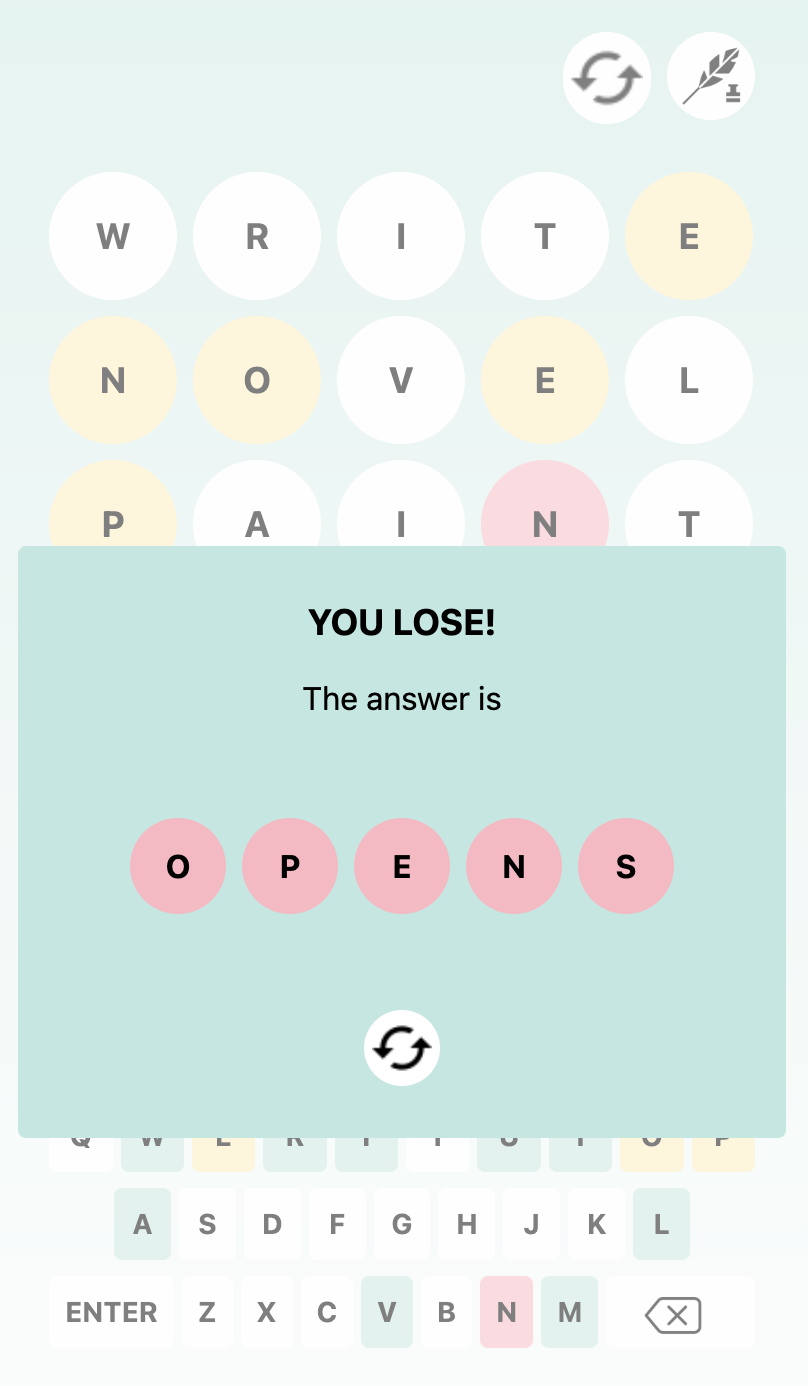 W R I T E
N O V E L
P A I N T
YOU LOSE!
The answer is
O P E N S
A S D F G H J K L
ENTER Z X C V B N M